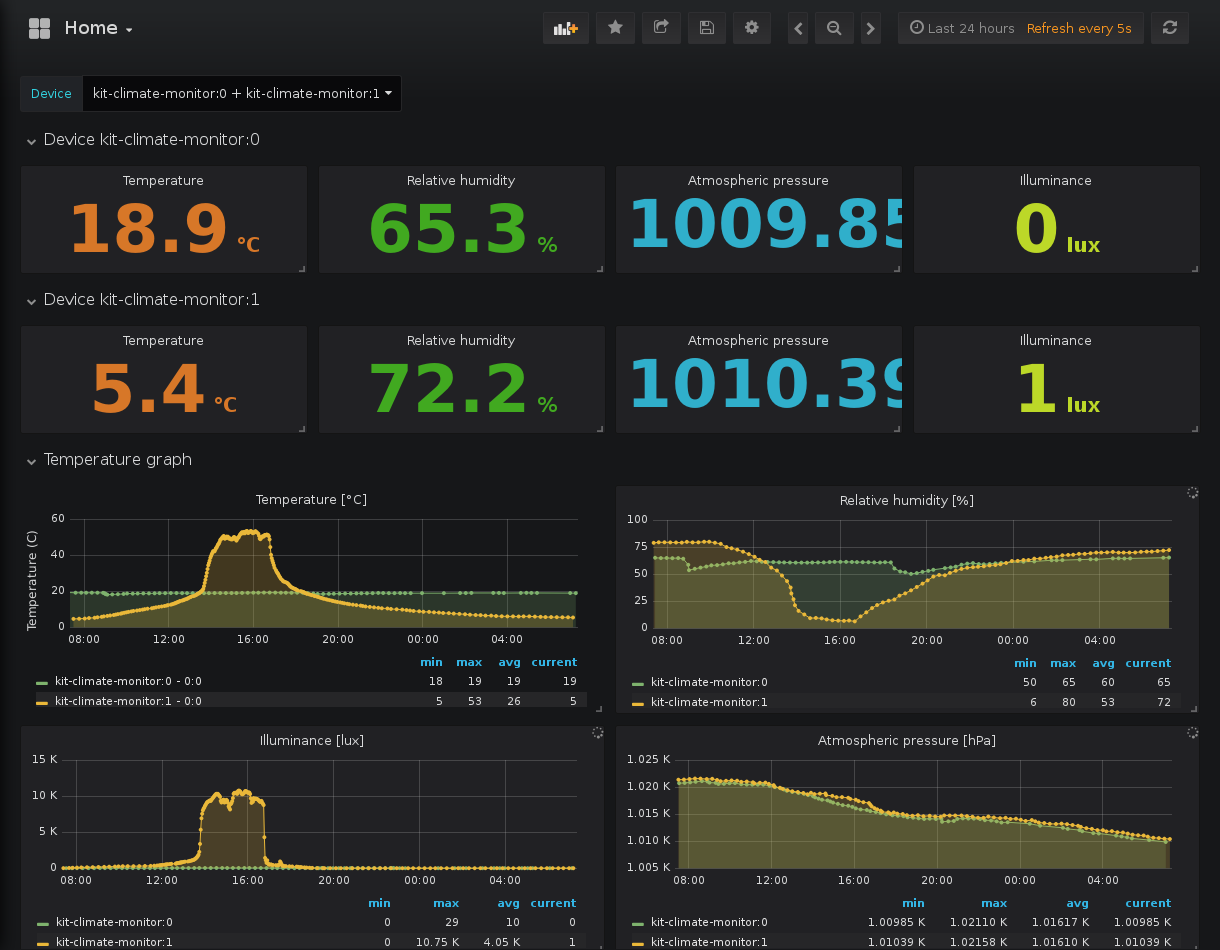 Home
Last 24 hours Refresh every 5s
Device kit-climate-monitor:0 + kit-climate-monitor:1
Device kit-climate-monitor:0
Temperature Relative humidity Atmospheric pressure Illuminance
18.9 °C 65.3 % 1009.85 0 lux
Device kit-climate-monitor:1
Temperature Relative humidity Atmospheric pressure Illuminance
5.4 °C 72.2 % 1010.39 1 lux
Temperature graph
Temperature [°C]
Temperature (C)
60
40
20
0
08:00 12:00 16:00 20:00 00:00 04:00
min max avg current
kit-climate-monitor:0 - 0:0 18 19 19 19
kit-climate-monitor:1 - 0:0 5 53 26 5
Relative humidity [%]
100
75
50
25
0
08:00 12:00 16:00 20:00 00:00 04:00
min max avg current
kit-climate-monitor:0 50 65 60 65
kit-climate-monitor:1 6 80 53 72
Illuminance [lux]
15 K
10 K
5 K
0
08:00 12:00 16:00 20:00 00:00 04:00
min max avg current
kit-climate-monitor:0 0 29 10 0
kit-climate-monitor:1 0 10.75 K 4.05 K 1
Atmospheric pressure [hPa]
1.025 K
1.020 K
1.015 K
1.010 K
1.005 K
08:00 12:00 16:00 20:00 00:00 04:00
min max avg current
kit-climate-monitor:0 1.00985 K 1.02110 K 1.01617 K 1.00985 K
kit-climate-monitor:1 1.01039 K 1.02158 K 1.01610 K 1.01039 K